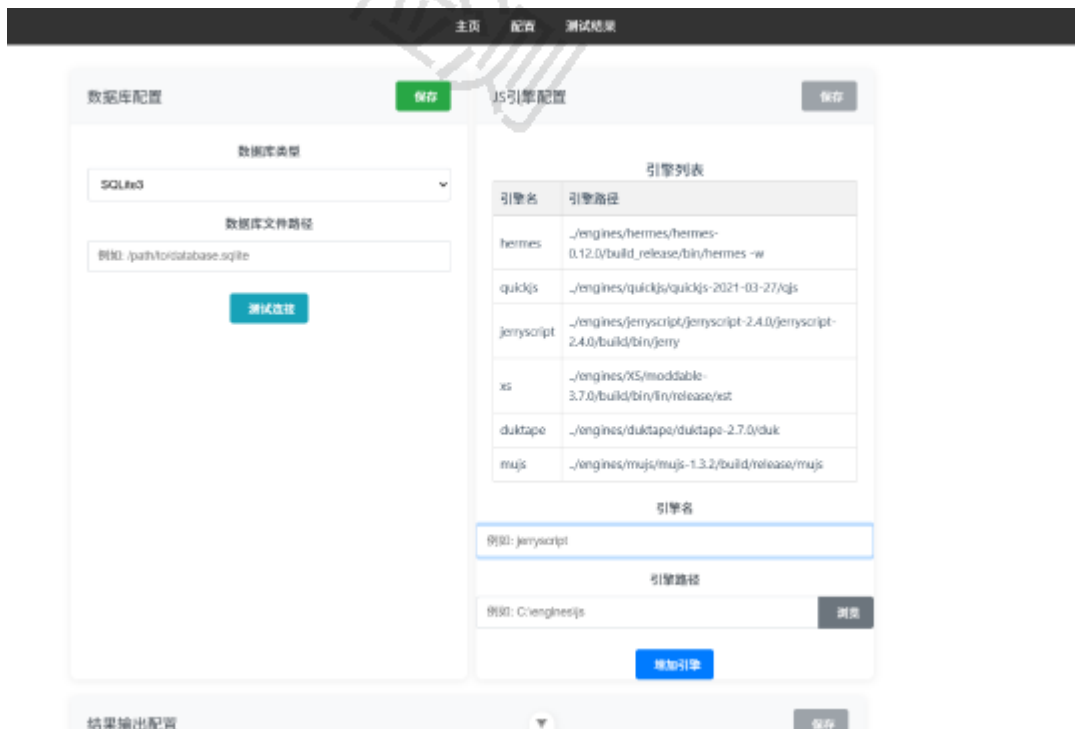 主页 配置 测试结果
数据库配置 保存
数据库类型
SQLite3
数据库文件路径
例如: /path/to/database.sqlite
测试连接
JS引擎配置 保存
引擎列表
引擎名 引擎路径
hermes ../engines/hermes/hermes-
0.12.0/build_release/bin/hermes -w
quickjs ../engines/quickjs/quickjs-2021-03-27/qjs
jerryscript ../engines/jerryscript/jerryscript-2.4.0/jerryscript-
2.4.0/build/bin/jerry
xs ../engines/XS/moddable-
3.7.0/build/bin/lin/release/xst
duktape ../engines/duktape/duktape-2.7.0/duk
mujs ../engines/mujs/mujs-1.3.2/build/release/mujs
引擎名
例如: jerryscript
引擎路径
例如: C:\engines\js 浏览
增加引擎
结果输出配置 保存